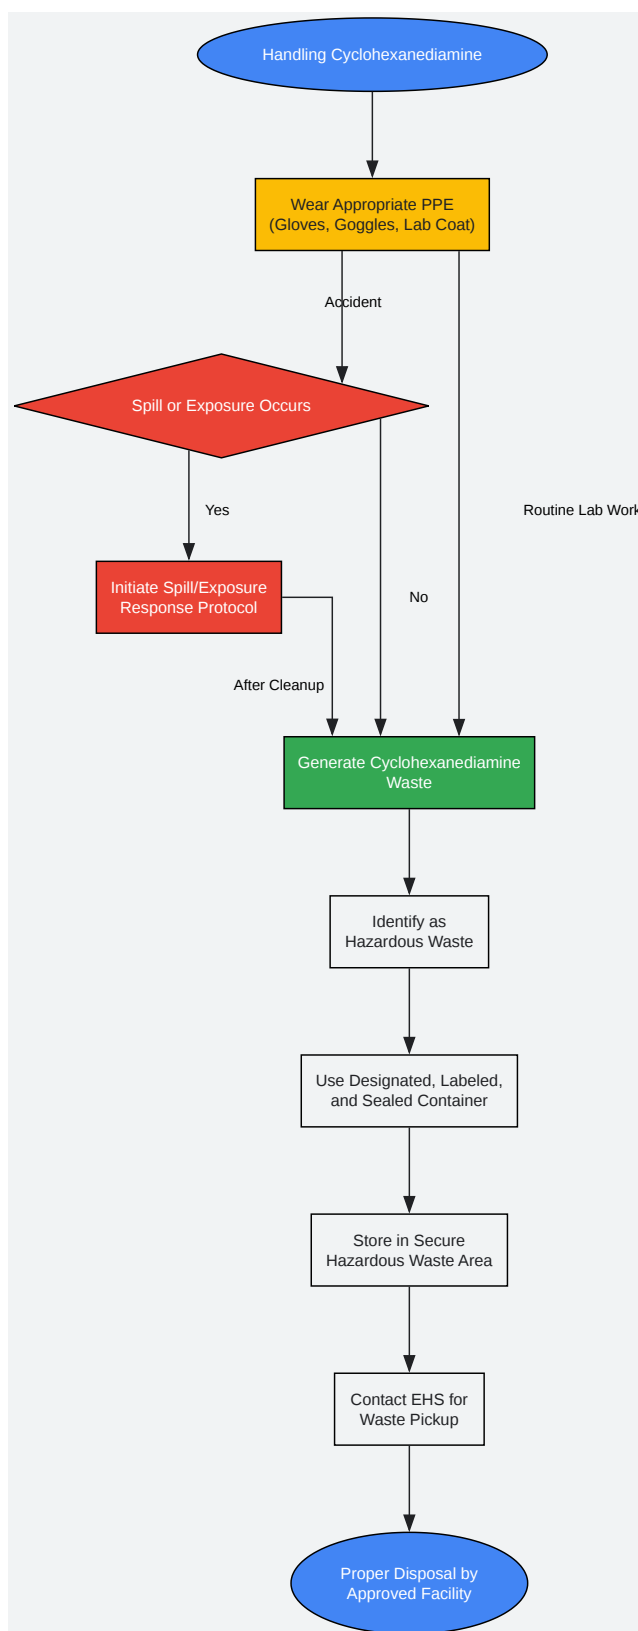 Handling Cyclohexanediamine
Wear Appropriate PPE
(Gloves, Goggles, Lab Coat)
Accident
Spill or Exposure Occurs
Yes
Routine Lab Work
Initiate Spill/Exposure
Response Protocol
No
After Cleanup
Generate Cyclohexanediamine
Waste
Identify as
Hazardous Waste
Use Designated, Labeled,
and Sealed Container
Store in Secure
Hazardous Waste Area
Contact EHS for
Waste Pickup
Proper Disposal by
Approved Facility